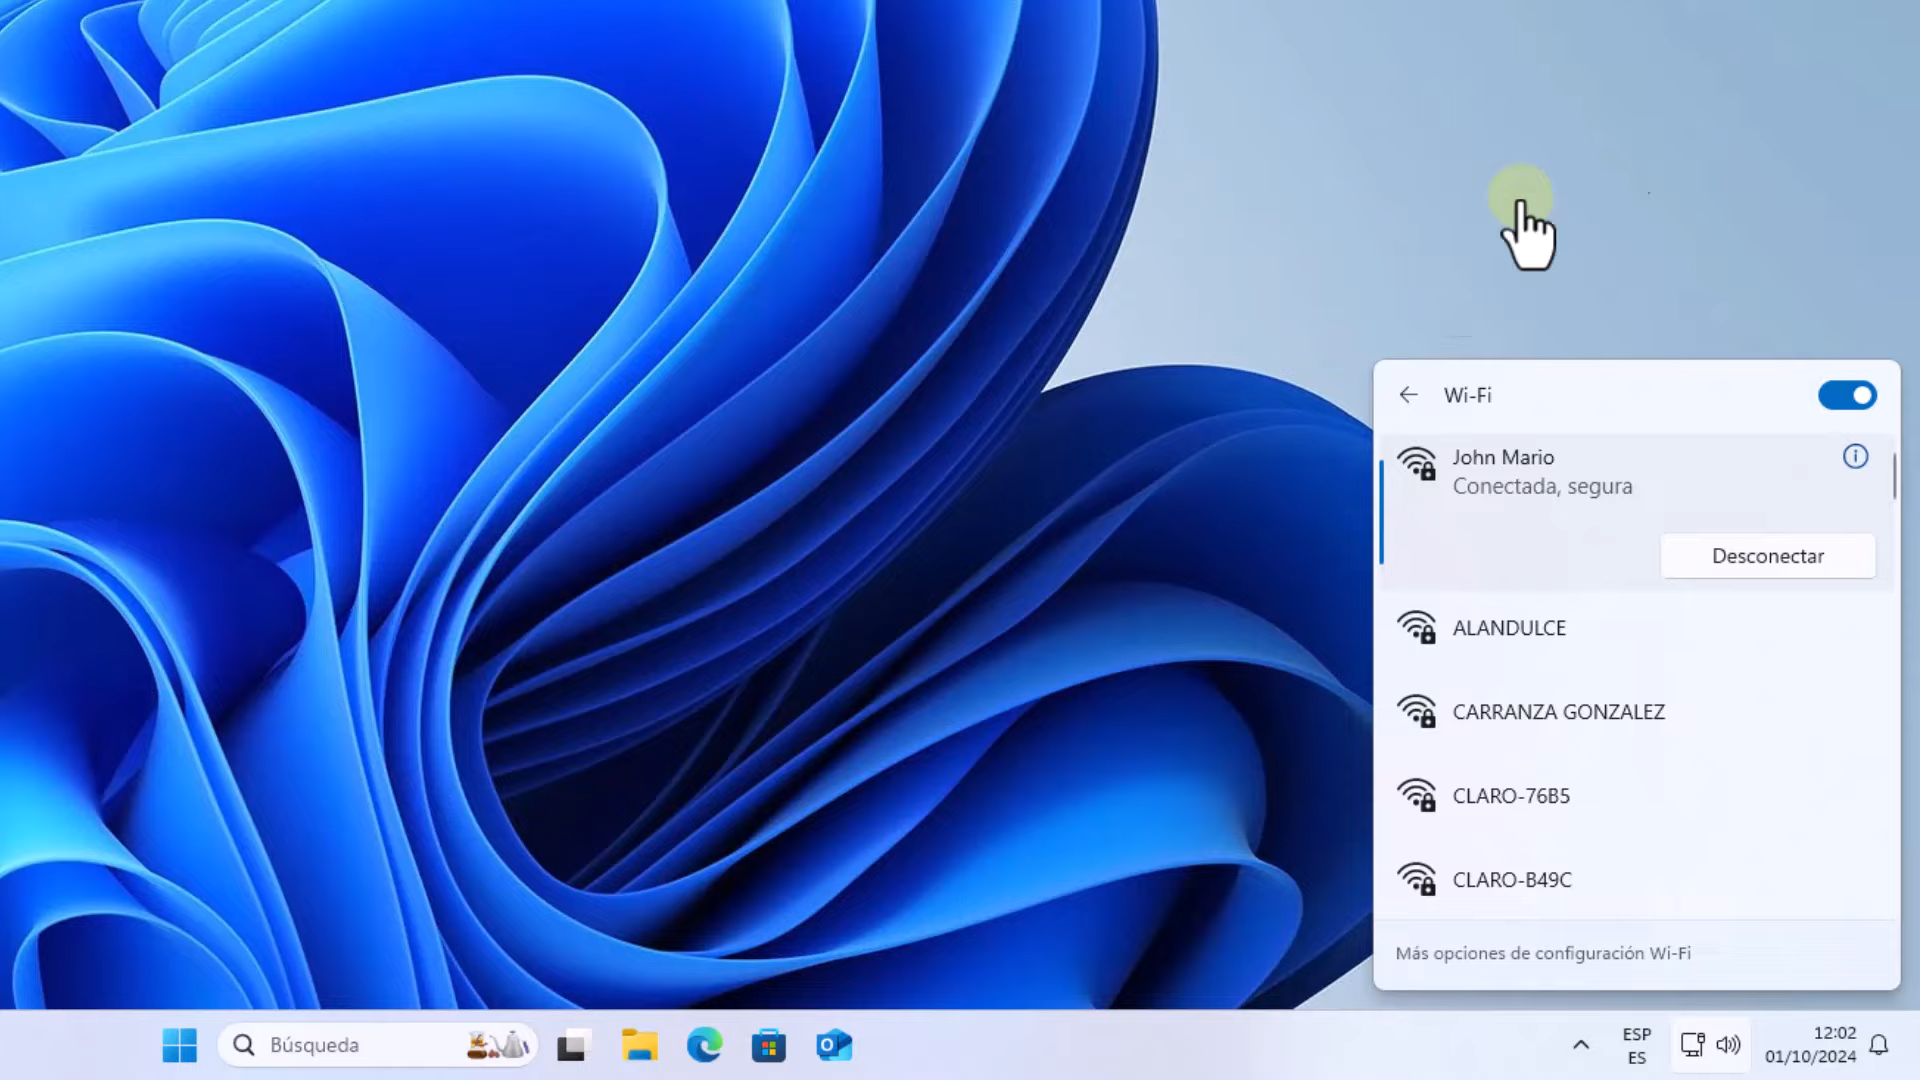 Wi-Fi
John Mario
Conectada, segura
Desconectar
ALANDULCE
CARRANZA GONZALEZ
CLARO-76B5
CLARO-B49C
Más opciones de configuración Wi-Fi
Búsqueda
ESP
ES
12:02
01/10/2024